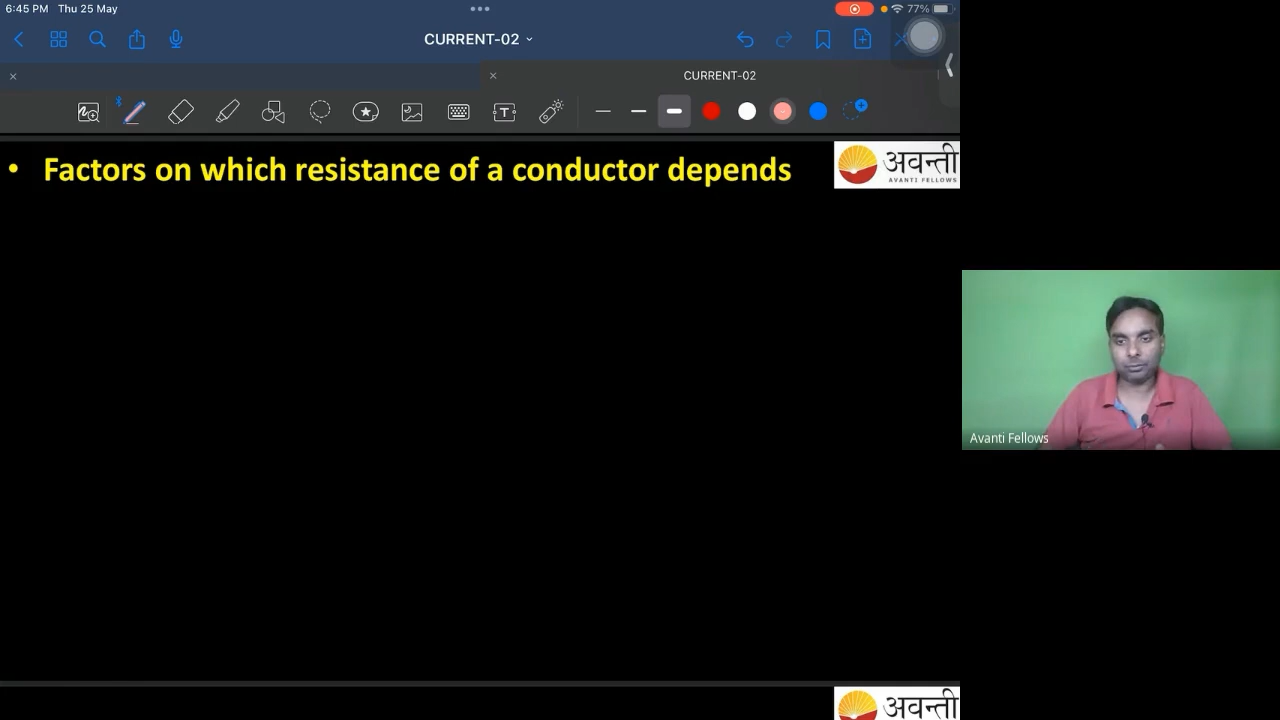 6:45 PM Thu 25 May
77%
CURRENT-02
CURRENT-02
T
• Factors on which resistance of a conductor depends
अवन्ती
AVANTI FELLOWS
Avanti Fellows
अवन्ती